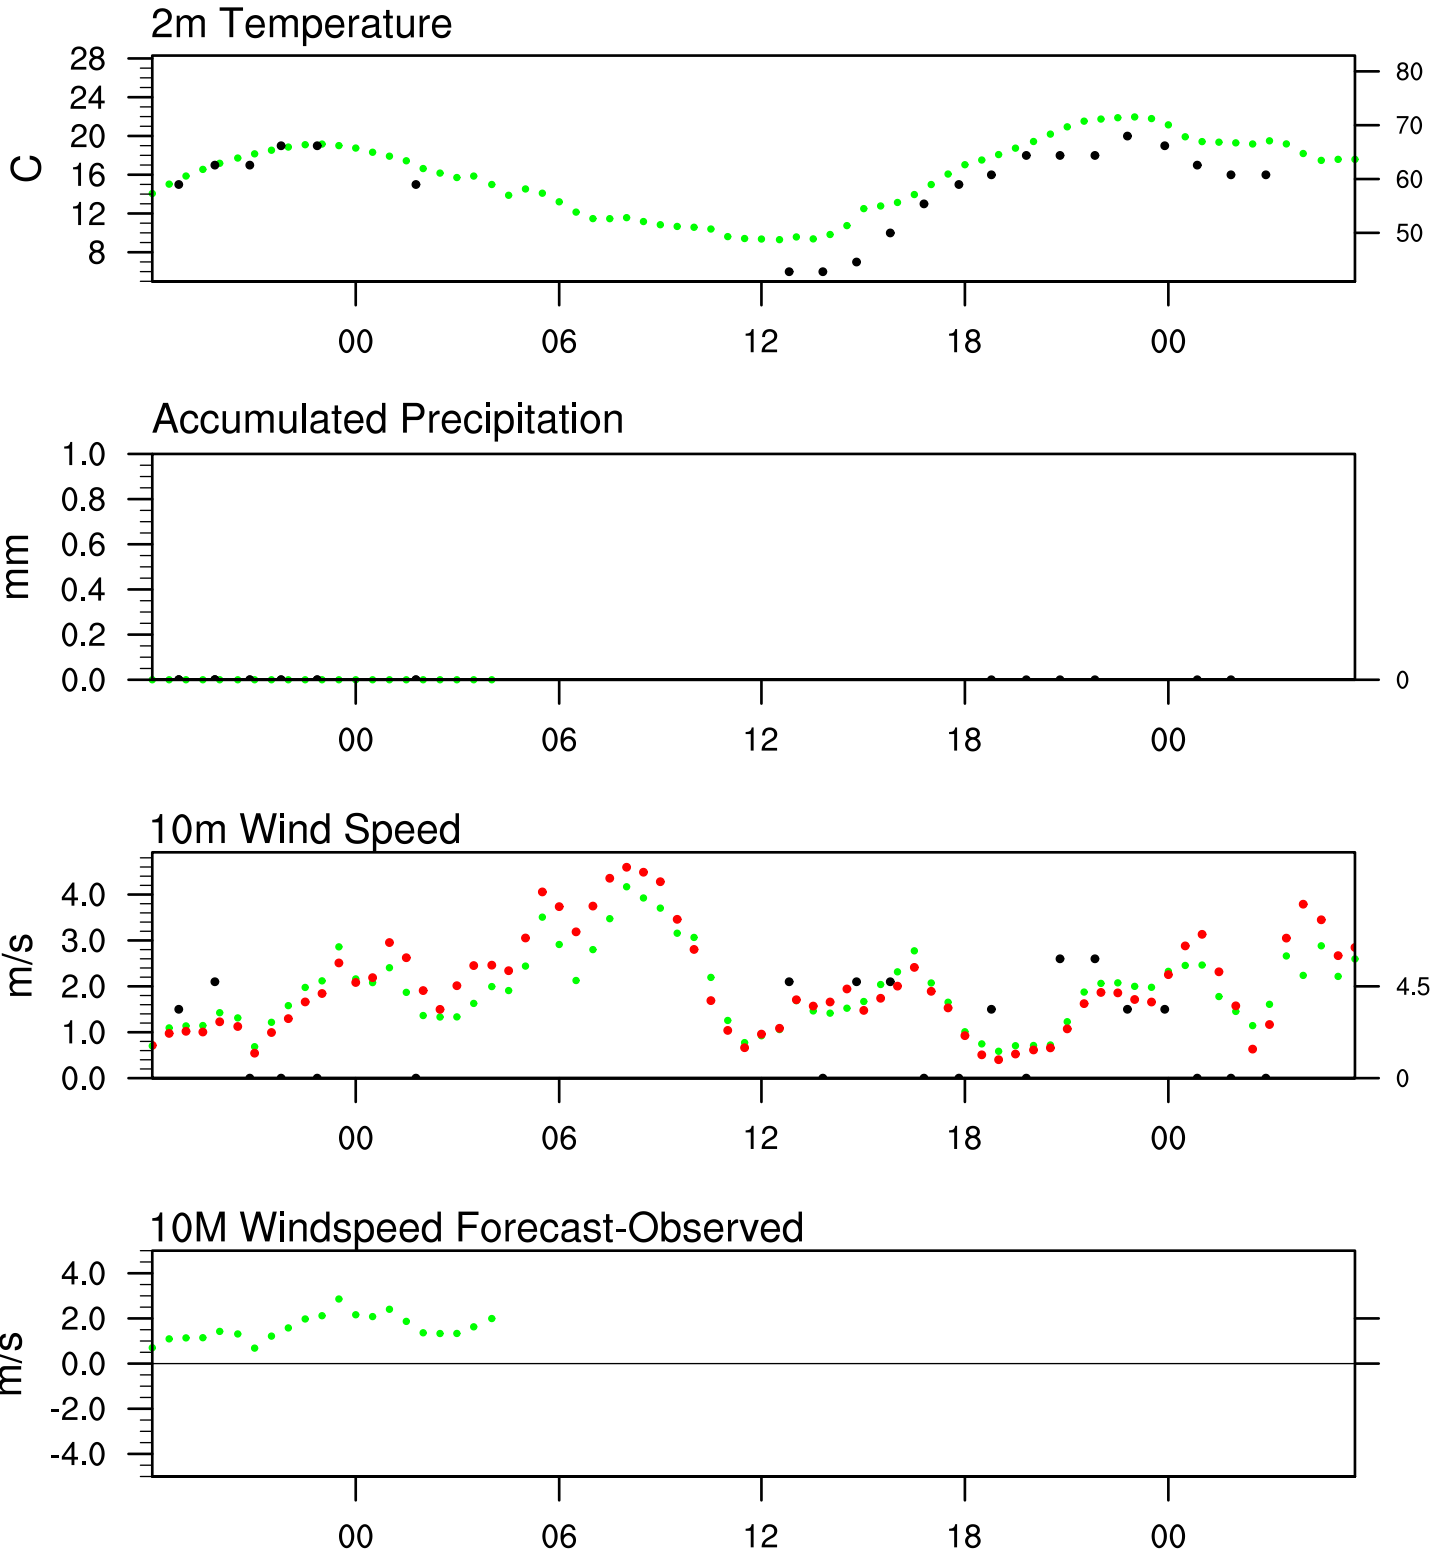 2m Temperature
28
24
20
16
12
8
C
80
70
60
50
00 06 12 18 00
Accumulated Precipitation
1.0
0.8
0.6
0.4
0.2
0.0
mm
0
00 06 12 18 00
10m Wind Speed
4.0
3.0
2.0
1.0
0.0
m/s
4.5
0
00 06 12 18 00
10M Windspeed Forecast-Observed
4.0
2.0
0.0
-2.0
-4.0
m/s
00 06 12 18 00